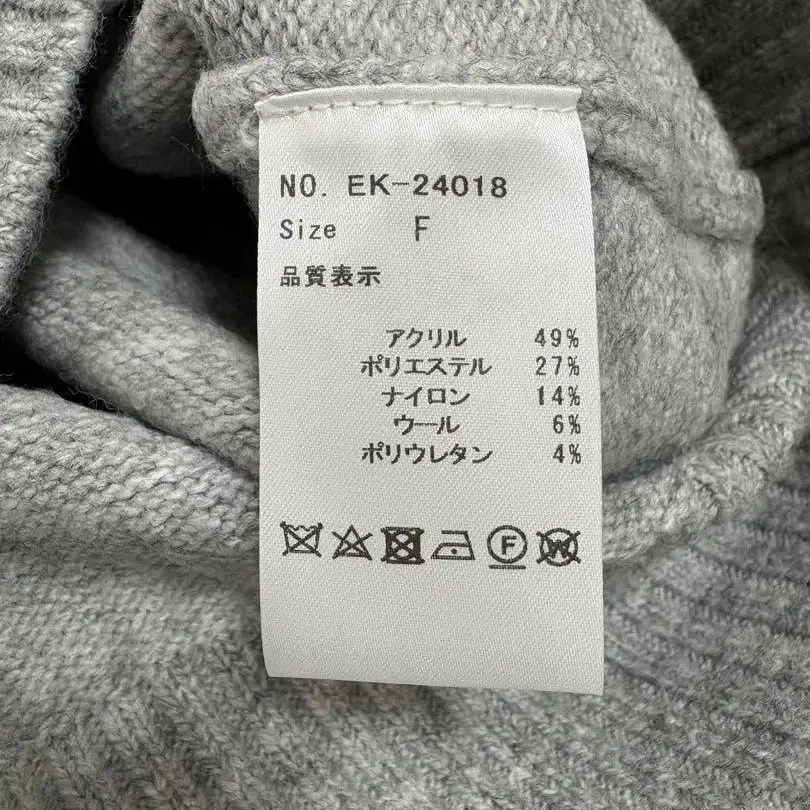 NO. EK-24018
Size F
品質表示
アクリル 49%
ポリエステル 27%
ナイロン 14%
ウール 6%
ポリウレタン 4%
F W